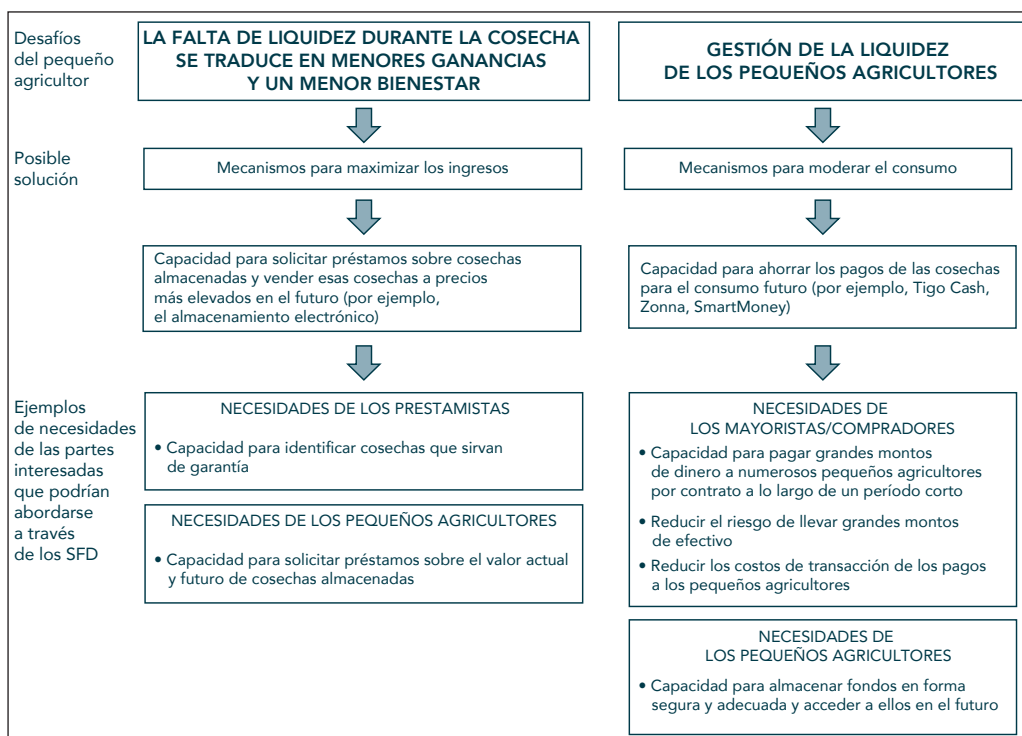 Desafíos
del pequeño
agricultor
LA FALTA DE LIQUIDEZ DURANTE LA COSECHA
SE TRADUCE EN MENORES GANANCIAS
Y UN MENOR BIENESTAR
GESTIÓN DE LA LIQUIDEZ
DE LOS PEQUEÑOS AGRICULTORES
Posible
solución
Mecanismos para maximizar los ingresos
Mecanismos para moderar el consumo
Capacidad para solicitar préstamos sobre cosechas
almacenadas y vender esas cosechas a precios
más elevados en el futuro (por ejemplo,
el almacenamiento electrónico)
Capacidad para ahorrar los pagos de las cosechas
para el consumo futuro (por ejemplo, Tigo Cash,
Zonna, SmartMoney)
Ejemplos
de necesidades
de las partes
interesadas
que podrían
abordarse
a través
de los SFD
NECESIDADES DE LOS PRESTAMISTAS
• Capacidad para identificar cosechas que sirvan
de garantía
NECESIDADES DE LOS PEQUEÑOS AGRICULTORES
• Capacidad para solicitar préstamos sobre el valor actual
y futuro de cosechas almacenadas
NECESIDADES DE
LOS MAYORISTAS/COMPRADORES
• Capacidad para pagar grandes montos
de dinero a numerosos pequeños agricultores
por contrato a lo largo de un período corto
• Reducir el riesgo de llevar grandes montos
de efectivo
• Reducir los costos de transacción de los pagos
a los pequeños agricultores
NECESIDADES DE
LOS PEQUEÑOS AGRICULTORES
• Capacidad para almacenar fondos en forma
segura y adecuada y acceder a ellos en el futuro